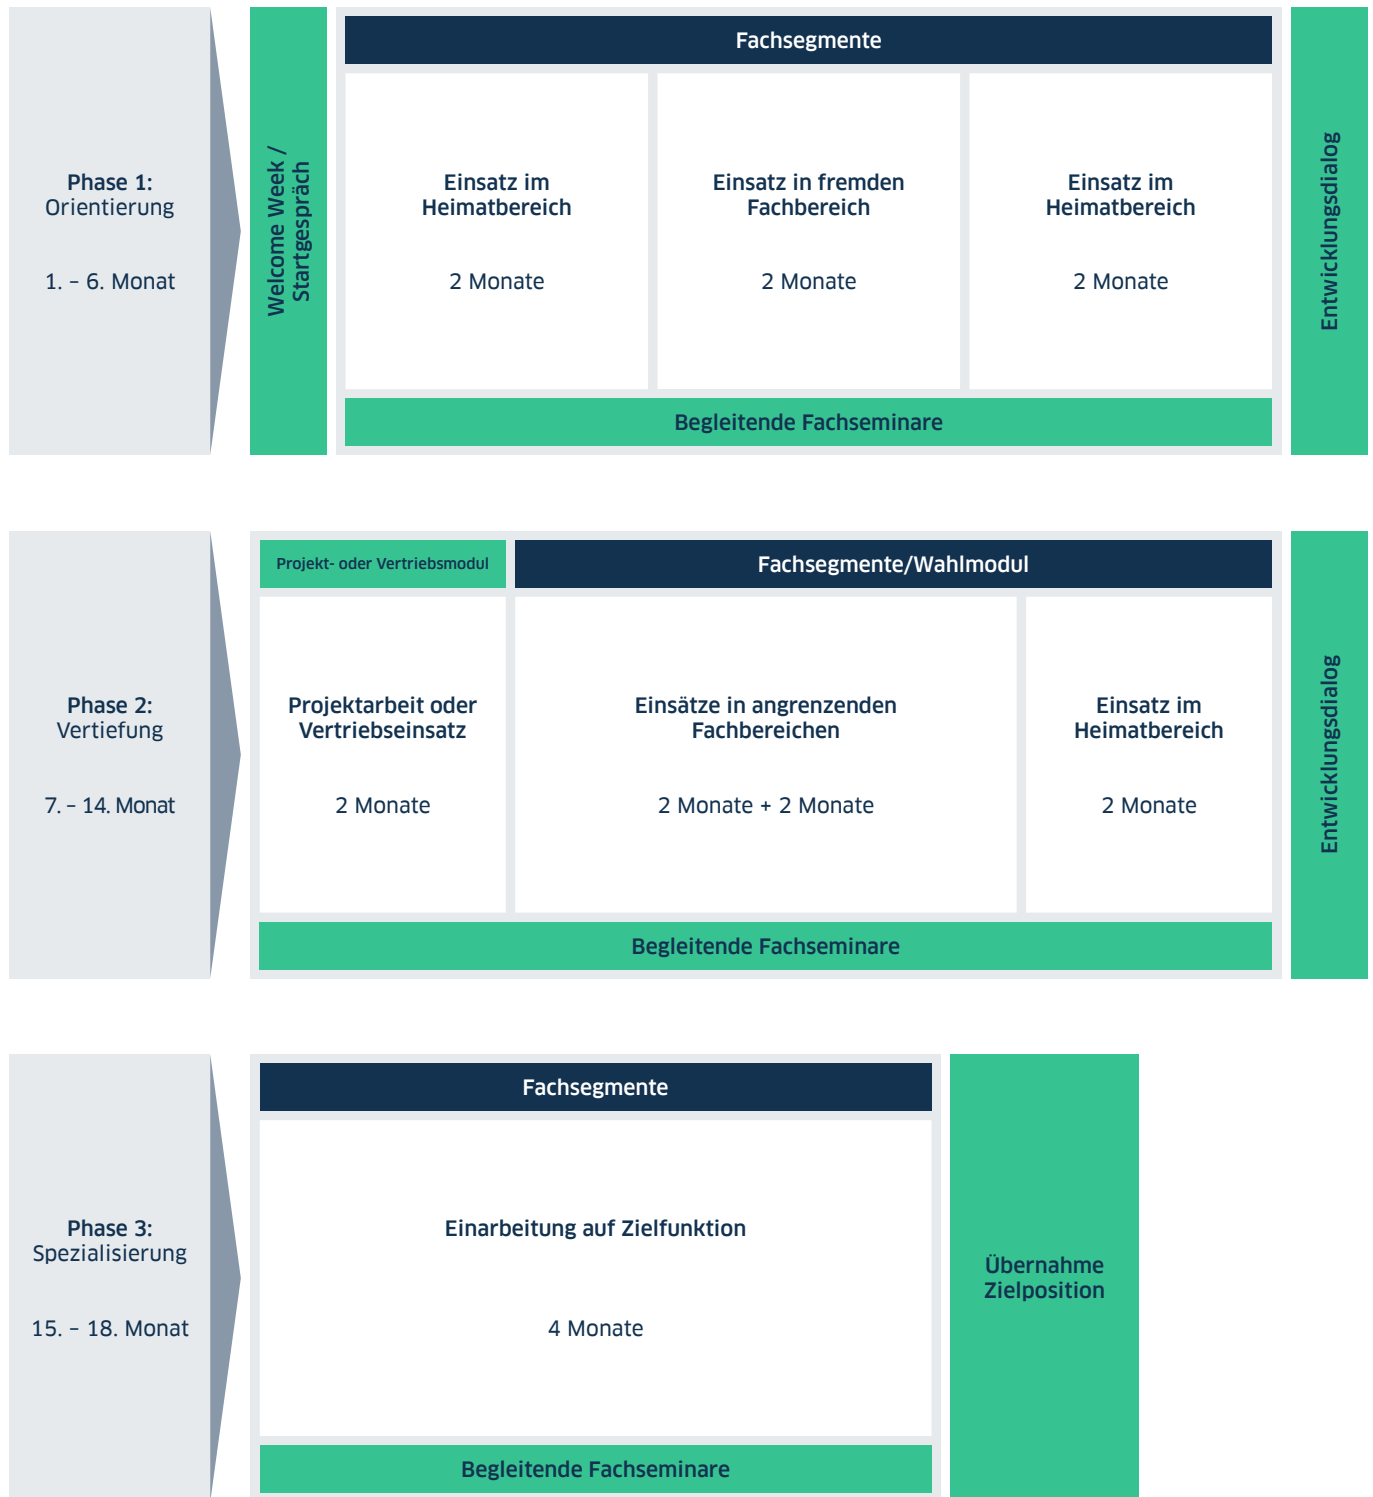 Phase 1:
Orientierung
1. – 6. Monat
Welcome Week /
Startgespräch
Fachsegmente
Einsatz im
Heimatbereich
2 Monate
Einsatz in fremden
Fachbereich
2 Monate
Einsatz im
Heimatbereich
2 Monate
Begleitende Fachseminare
Entwicklungsdialog
Phase 2:
Vertiefung
7. – 14. Monat
Projekt- oder Vertriebsmodul
Fachsegmente/Wahlmodul
Projektarbeit oder
Vertriebseinsatz
2 Monate
Einsätze in angrenzenden
Fachbereichen
2 Monate + 2 Monate
Einsatz im
Heimatbereich
2 Monate
Begleitende Fachseminare
Entwicklungsdialog
Phase 3:
Spezialisierung
15. – 18. Monat
Fachsegmente
Einarbeitung auf Zielfunktion
4 Monate
Begleitende Fachseminare
Übernahme
Zielposition